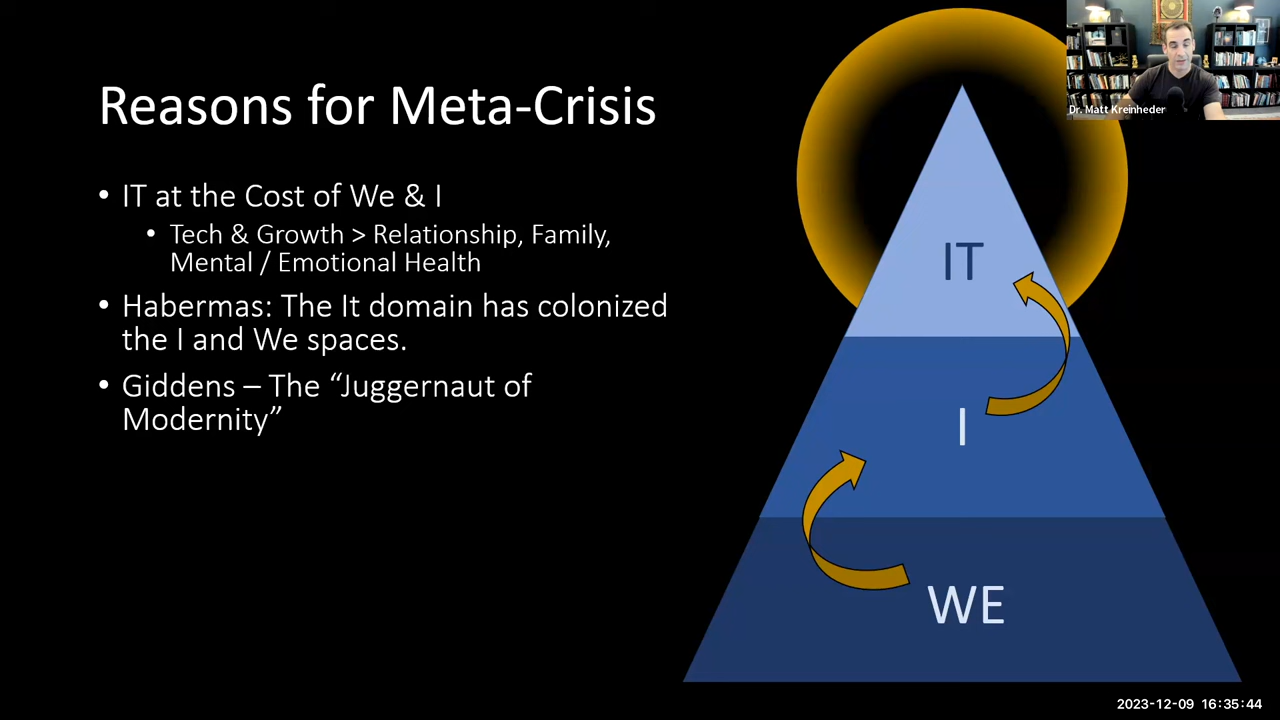 Reasons for Meta-Crisis
• IT at the Cost of We & I
• Tech & Growth > Relationship, Family,
Mental / Emotional Health
• Habermas: The It domain has colonized
the I and We spaces.
• Giddens – The “Juggernaut of
Modernity”
IT
I
WE
Dr. Matt Kreinheder
2023-12-09 16:35:44